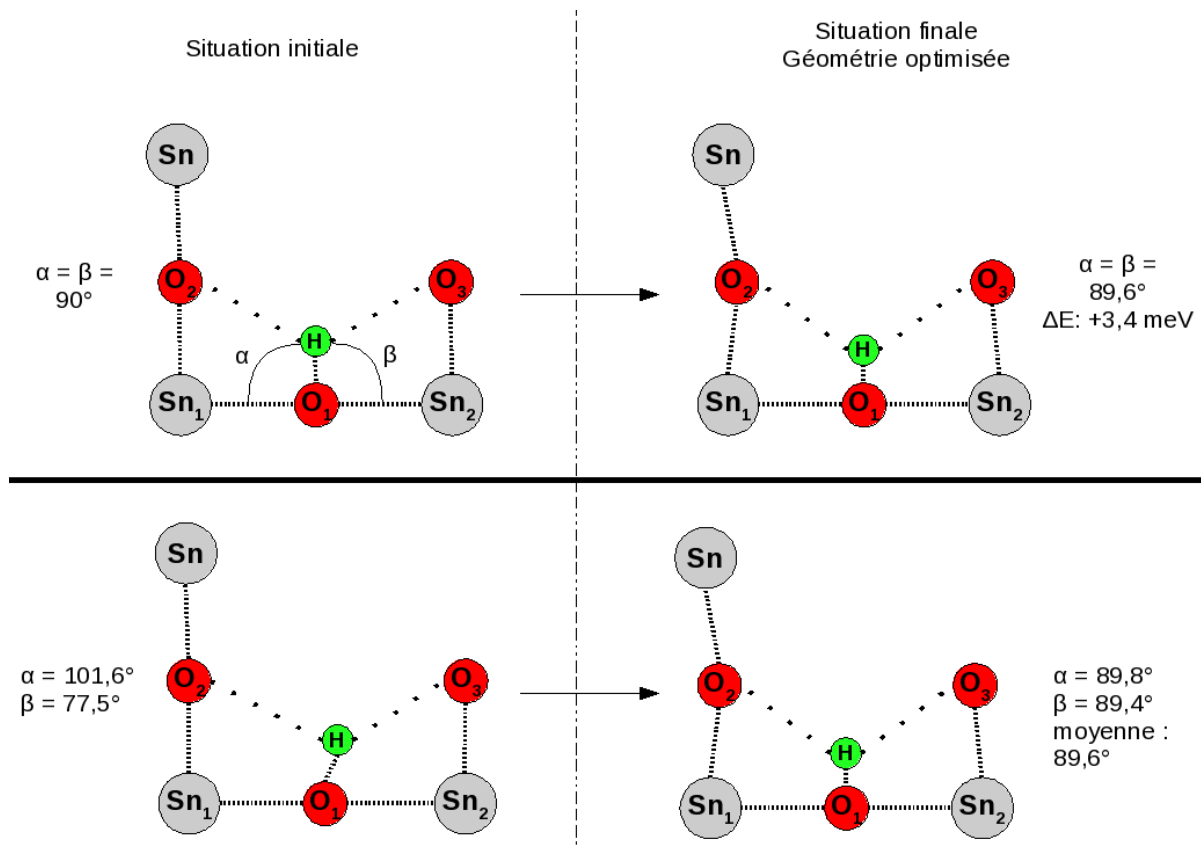 Situation initiale
Situation finale
Géométrie optimisée
Sn
O2
O3
α = β =
90°
H
α
β
Sn1
O1
Sn2
Sn
O2
O3
α = β =
89,6°
ΔE: +3,4 meV
H
Sn1
O1
Sn2
Sn
O2
O3
α = 101,6°
β = 77,5°
H
Sn1
O1
Sn2
Sn
O2
O3
α = 89,8°
β = 89,4°
moyenne :
89,6°
H
Sn1
O1
Sn2